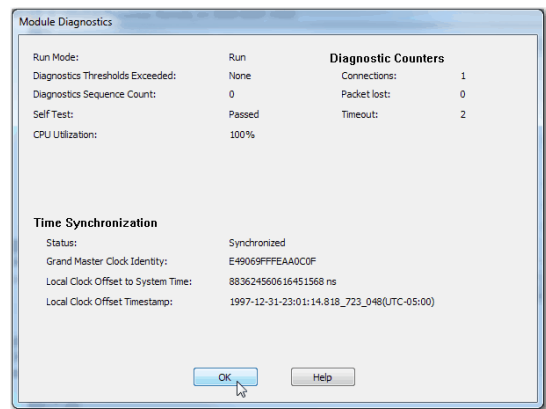 Module Diagnostics
Run Mode: Run
Diagnostics Thresholds Exceeded: None
Diagnostics Sequence Count: 0
Self Test: Passed
CPU Utilization: 100%
Diagnostic Counters
Connections: 1
Packet lost: 0
Timeout: 2
Time Synchronization
Status: Synchronized
Grand Master Clock Identity: E49069FFFEAA0C0F
Local Clock Offset to System Time: 883624560616451568 ns
Local Clock Offset Timestamp: 1997-12-31-23:01:14.818_723_048(UTC-05:00)
OK Help